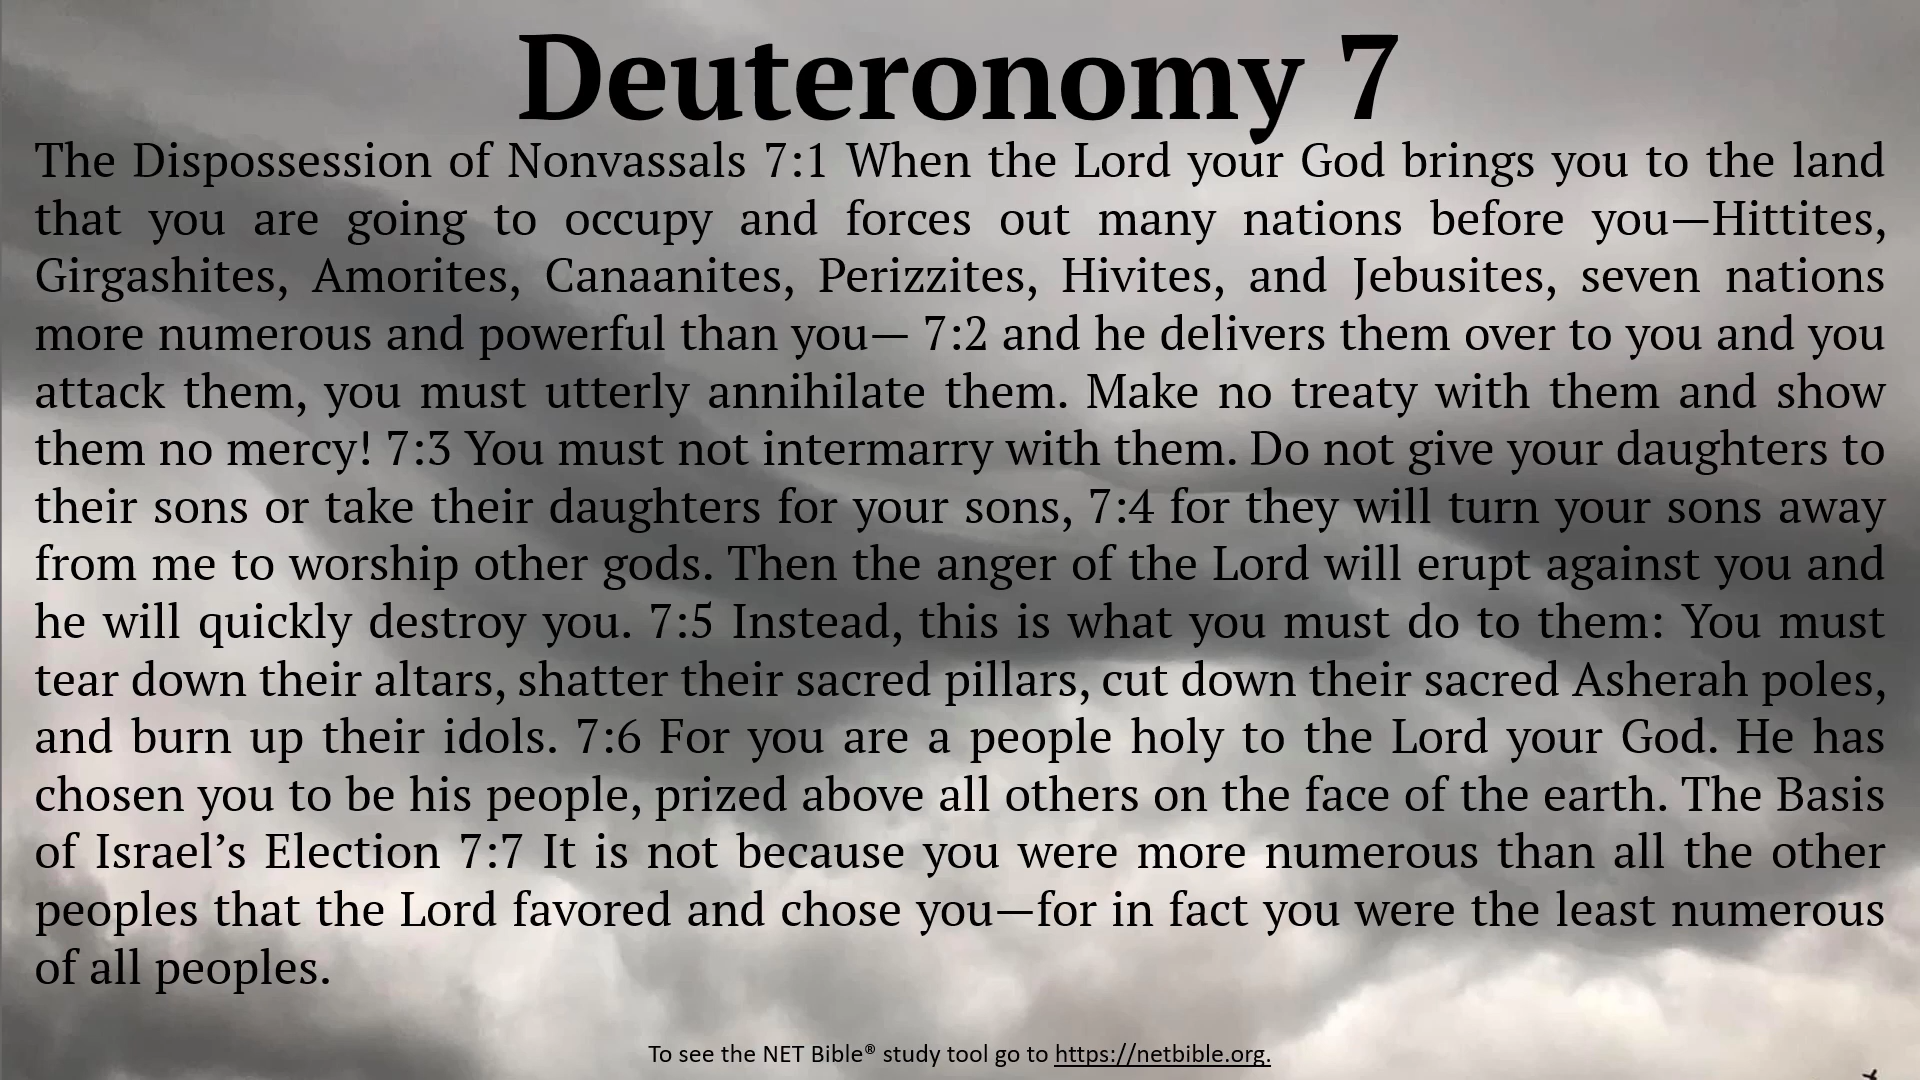 Deuteronomy 7
The Dispossession of Nonvassals 7:1 When the Lord your God brings you to the land
that you are going to occupy and forces out many nations before you—Hittites,
Girgashites, Amorites, Canaanites, Perizzites, Hivites, and Jebusites, seven nations
more numerous and powerful than you— 7:2 and he delivers them over to you and you
attack them, you must utterly annihilate them. Make no treaty with them and show
them no mercy! 7:3 You must not intermarry with them. Do not give your daughters to
their sons or take their daughters for your sons, 7:4 for they will turn your sons away
from me to worship other gods. Then the anger of the Lord will erupt against you and
he will quickly destroy you. 7:5 Instead, this is what you must do to them: You must
tear down their altars, shatter their sacred pillars, cut down their sacred Asherah poles,
and burn up their idols. 7:6 For you are a people holy to the Lord your God. He has
chosen you to be his people, prized above all others on the face of the earth. The Basis
of Israel’s Election 7:7 It is not because you were more numerous than all the other
peoples that the Lord favored and chose you—for in fact you were the least numerous
of all peoples.
To see the NET Bible® study tool go to https://netbible.org.